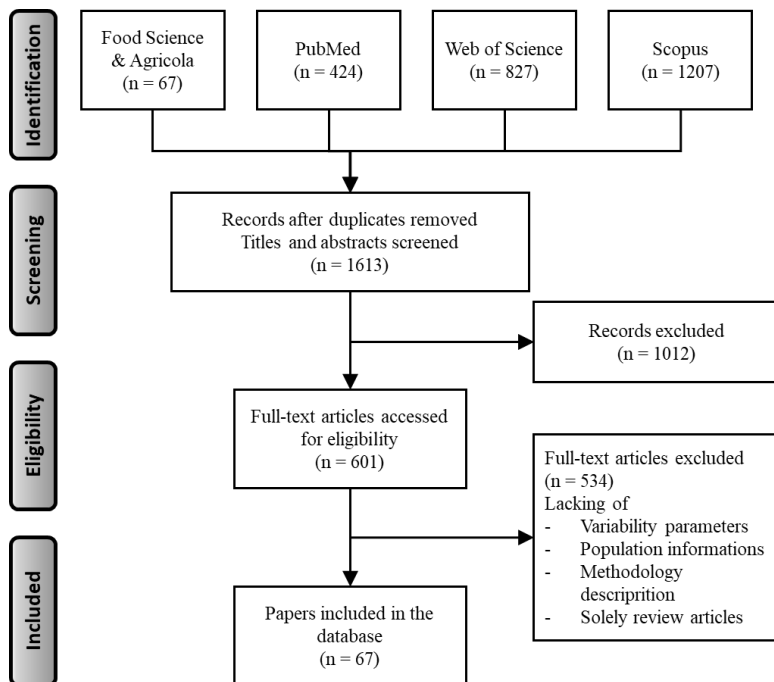 Identification
Food Science
& Agricola
(n = 67)
PubMed
(n = 424)
Web of Science
(n = 827)
Scopus
(n = 1207)
Screening
Records after duplicates removed
Titles and abstracts screened
(n = 1613)
Records excluded
(n = 1012)
Eligibility
Full-text articles accessed
for eligibility
(n = 601)
Full-text articles excluded
(n = 534)
Lacking of
- Variability parameters
- Population informations
- Methodology
descriprition
- Solely review articles
Included
Papers included in the
database
(n = 67)